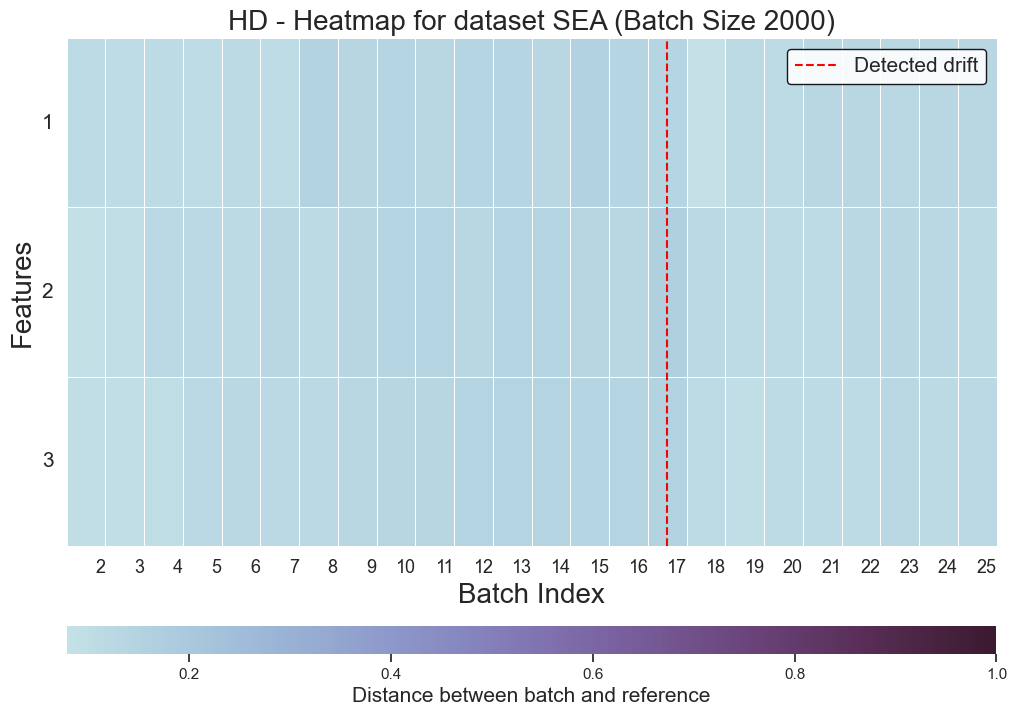 HD - Heatmap for dataset SEA (Batch Size 2000)
Detected drift
1
2
3
Features
2 3 4 5 6 7 8 9 10 11 12 13 14 15 16 17 18 19 20 21 22 23 24 25
Batch Index
0.2 0.4 0.6 0.8 1.0
Distance between batch and reference